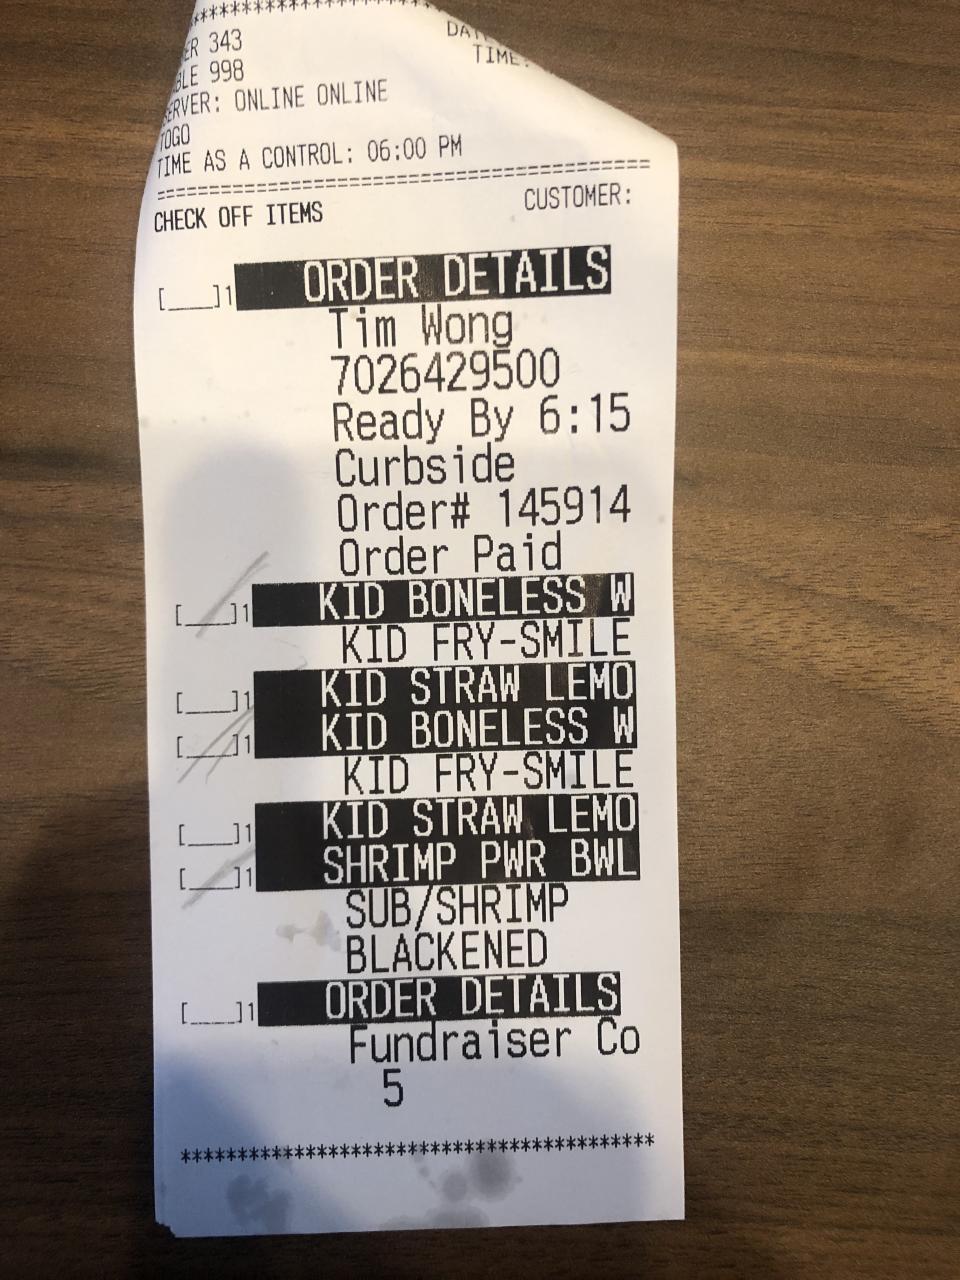 ****************************
ER 343
TIME:
BLE 998
ERVER: ONLINE ONLINE
TOGO
TIME AS A CONTROL: 06:00 PM
========================================
CHECK OFF ITEMS CUSTOMER:
[___]1 ORDER DETAILS
Tim Wong
7026429500
Ready By 6:15
Curbside
Order# 145914
Order Paid
[___]1 KID BONELESS W
KID FRY-SMILE
[___]1 KID STRAW LEMO
[___]1 KID BONELESS W
KID FRY-SMILE
[___]1 KID STRAW LEMO
[___]1 SHRIMP PWR BWL
SUB/SHRIMP
BLACKENED
[___]1 ORDER DETAILS
Fundraiser Co
5
******************************************